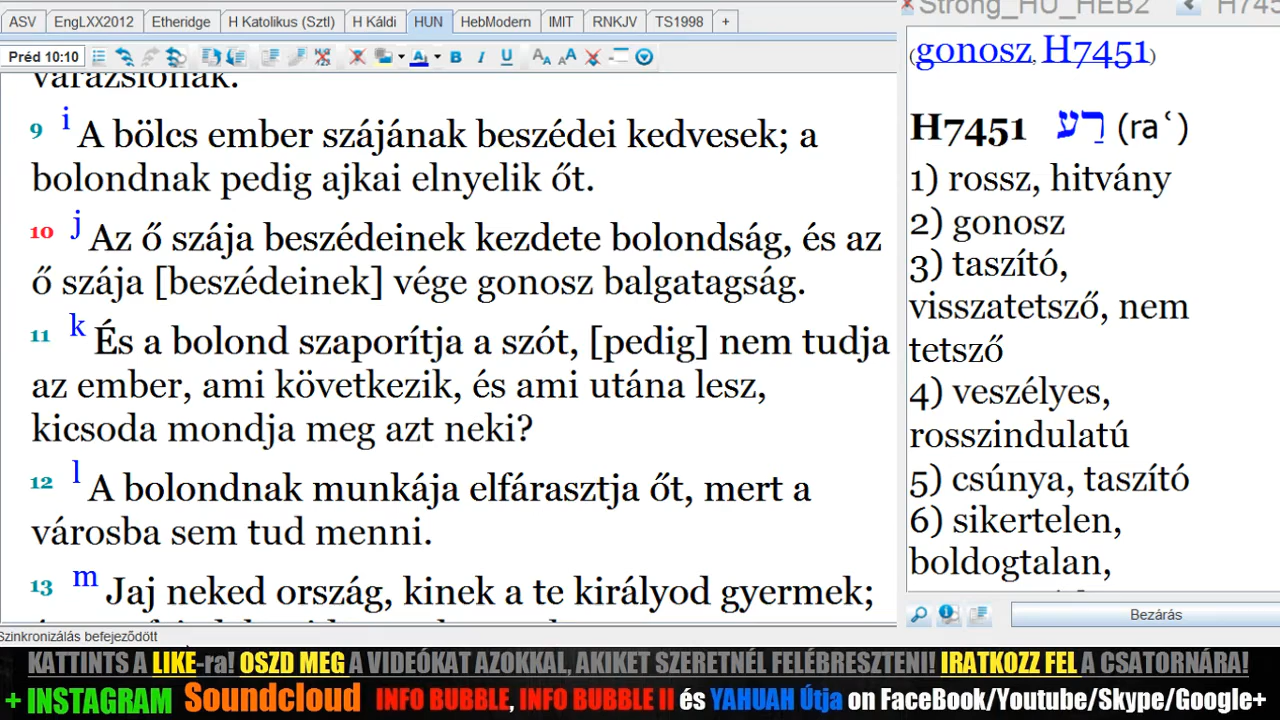 ASV EngLXX2012 Etheridge H Katolikus (Sztl) H Káldi HUN HebModern IMIT RNKJV TS1998 +
Préd 10:10
varázslónak.
9 i A bölcs ember szájának beszédei kedvesek; a
bolondnak pedig ajkai elnyelik őt.
10 j Az ő szája beszédeinek kezdete bolondság, és az
ő szája [beszédeinek] vége gonosz balgatagság.
11 k És a bolond szaporítja a szót, [pedig] nem tudja
az ember, ami következik, és ami utána lesz,
kicsoda mondja meg azt neki?
12 l A bolondnak munkája elfárasztja őt, mert a
városba sem tud menni.
13 m Jaj neked ország, kinek a te királyod gyermek;
Szinkronizálás befejeződött
Strong_HU_HEB2 H745
(gonosz, H7451)
H7451 רַע (raʿ)
1) rossz, hitvány
2) gonosz
3) taszító,
visszatetsző, nem
tetsző
4) veszélyes,
rosszindulatú
5) csúnya, taszító
6) sikertelen,
boldogtalan,
Bezárás
KATTINTS A LIKE-ra! OSZD MEG A VIDEÓKAT AZOKKAL, AKIKET SZERETNÉL FELÉBRESZTENI! IRATKOZZ FEL A CSATORNÁRA!
+ INSTAGRAM Soundcloud INFO BUBBLE, INFO BUBBLE II és YAHUAH Útja on FaceBook/Youtube/Skype/Google+